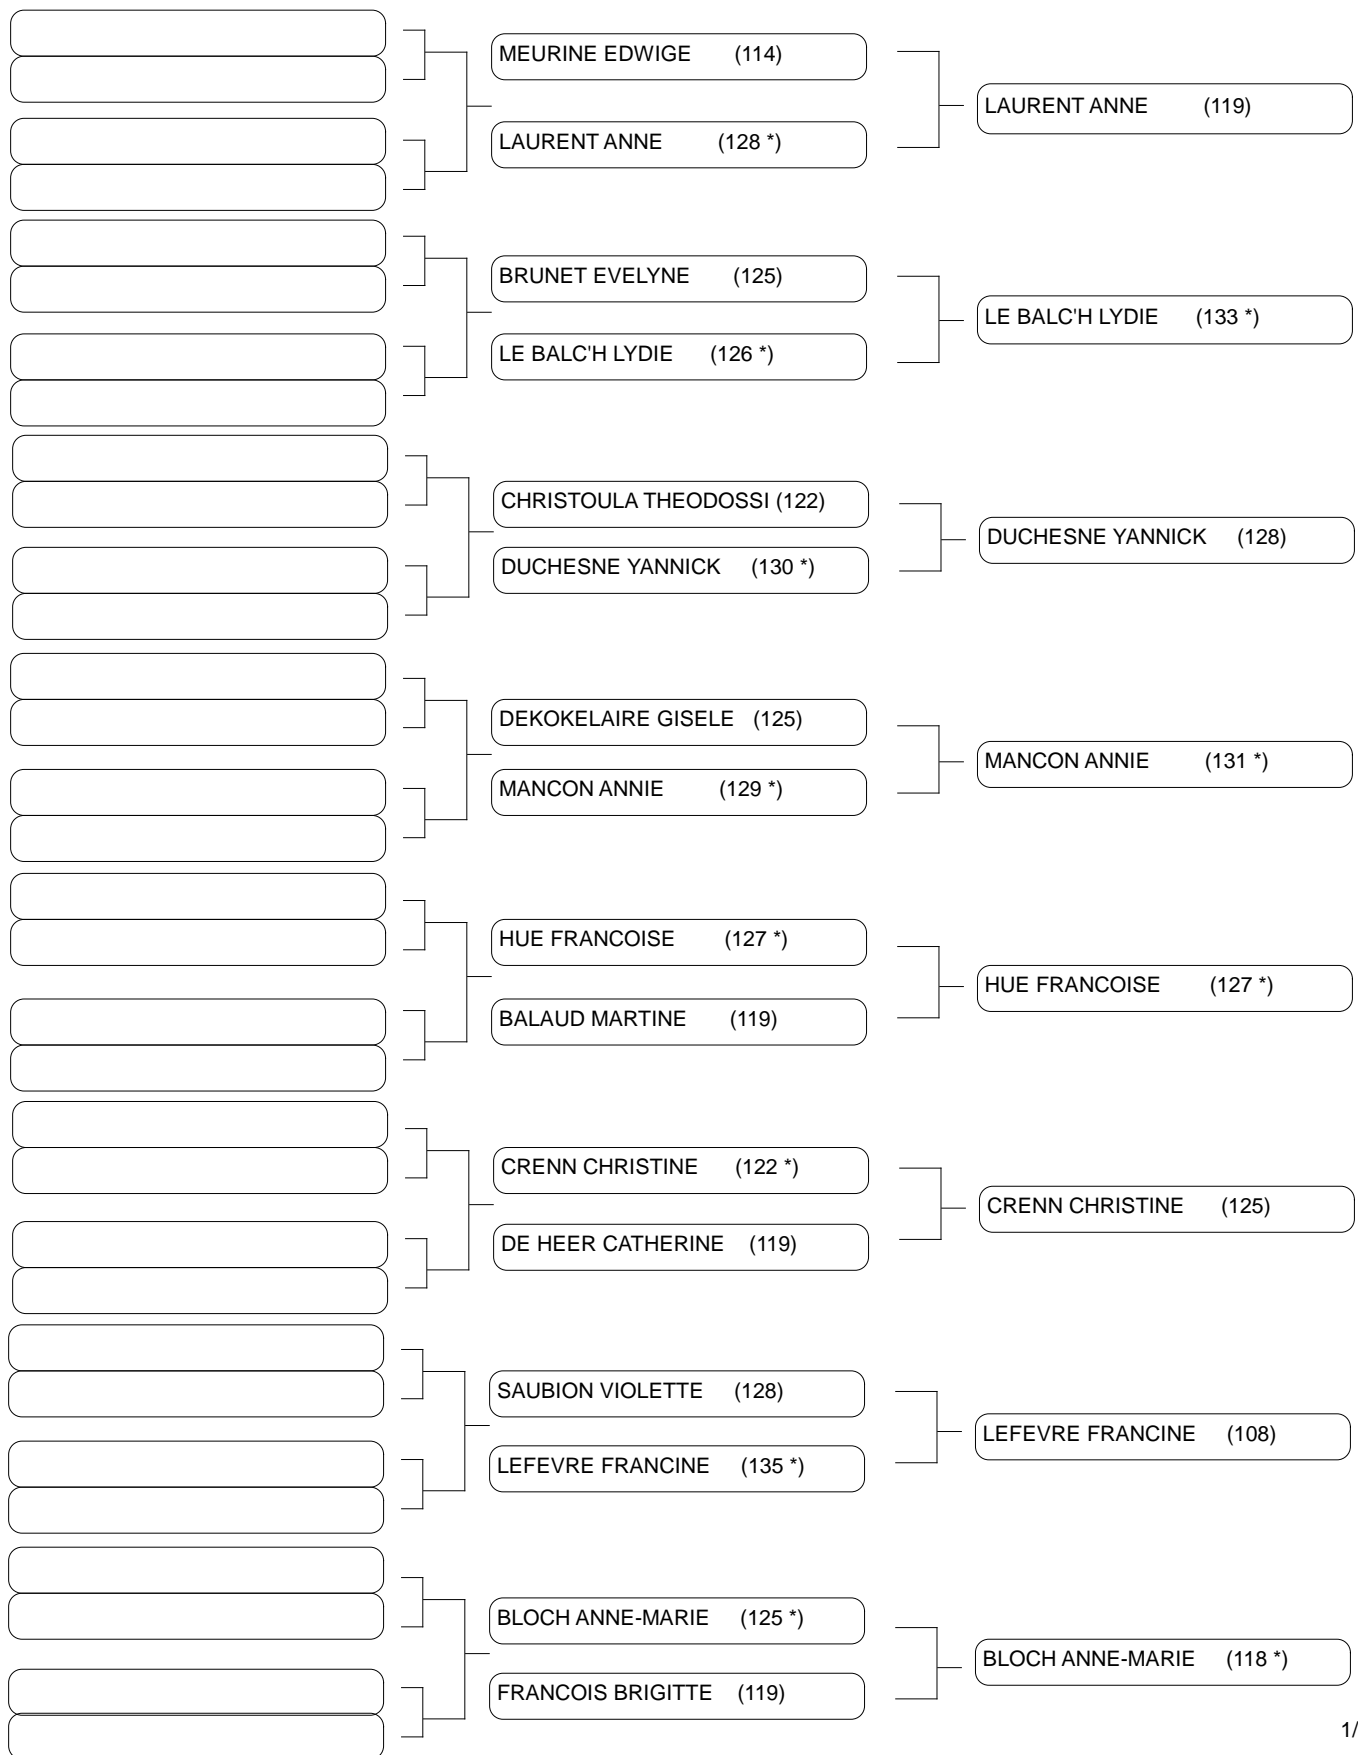 MEURINE EDWIGE (114)
LAURENT ANNE (119)
LAURENT ANNE (128 *)
BRUNET EVELYNE (125)
LE BALC'H LYDIE (133 *)
LE BALC'H LYDIE (126 *)
CHRISTOULA THEODOSSI (122)
DUCHESNE YANNICK (128)
DUCHESNE YANNICK (130 *)
DEKOKELAIRE GISELE (125)
MANCON ANNIE (131 *)
MANCON ANNIE (129 *)
HUE FRANCOISE (127 *)
HUE FRANCOISE (127 *)
BALAUD MARTINE (119)
CRENN CHRISTINE (122 *)
CRENN CHRISTINE (125)
DE HEER CATHERINE (119)
SAUBION VIOLETTE (128)
LEFEVRE FRANCINE (108)
LEFEVRE FRANCINE (135 *)
BLOCH ANNE-MARIE (125 *)
BLOCH ANNE-MARIE (118 *)
FRANCOIS BRIGITTE (119)
1/